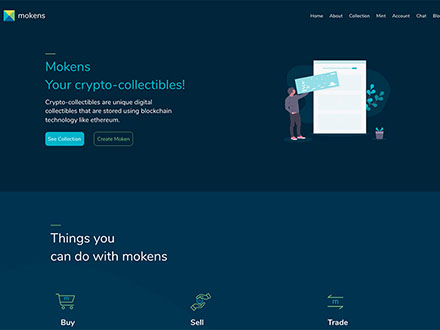 mokens
Home About Collection Mint Account Chat
Mokens
Your crypto-collectibles!
Crypto-collectibles are unique digital
collectibles that are stored using blockchain
technology like ethereum.
See Collection Create Moken
Things you
can do with mokens
m
m
Buy Sell Trade